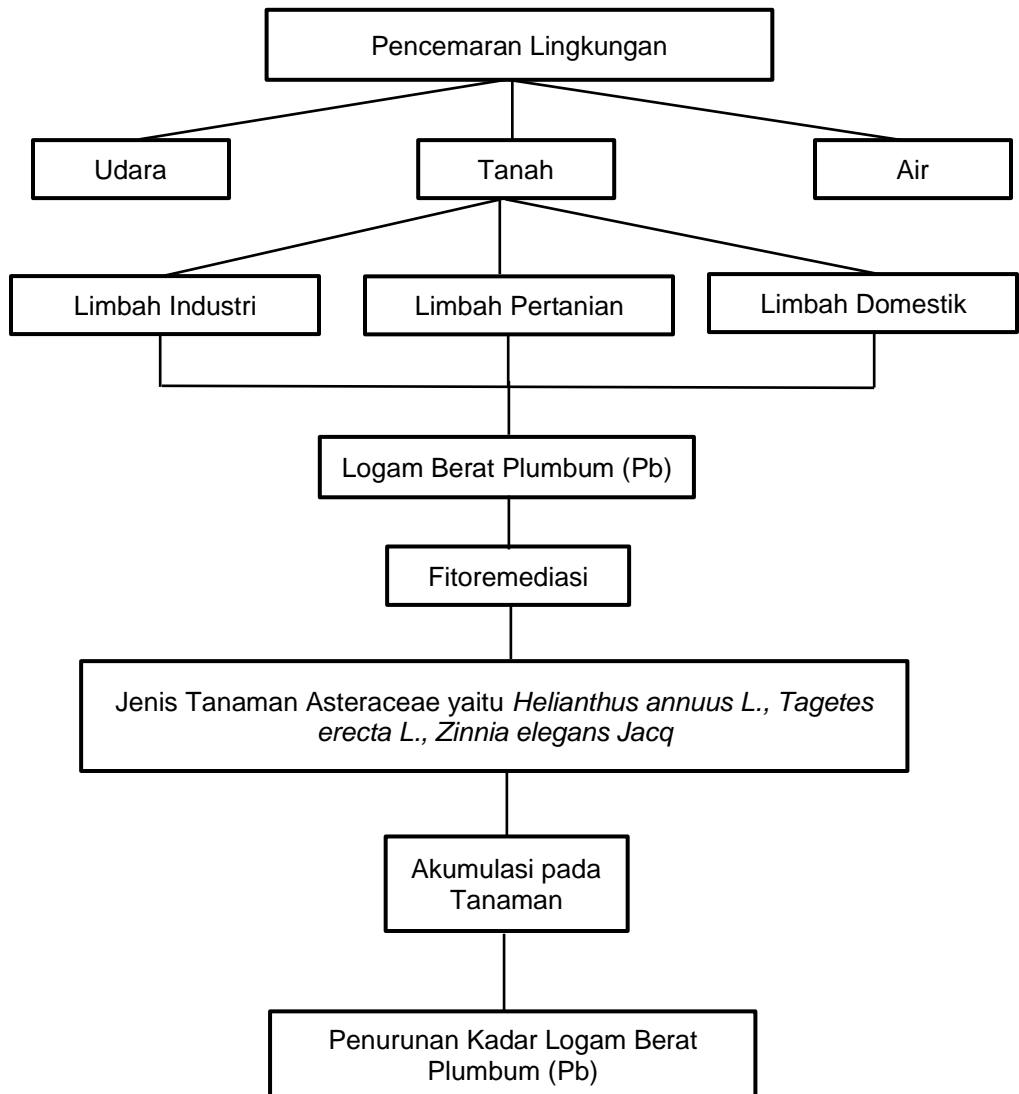 Pencemaran Lingkungan
Udara
Tanah
Air
Limbah Industri
Limbah Pertanian
Limbah Domestik
Logam Berat Plumbum (Pb)
Fitoremediasi
Jenis Tanaman Asteraceae yaitu Helianthus annuus L., Tagetes
erecta L., Zinnia elegans Jacq
Akumulasi pada
Tanaman
Penurunan Kadar Logam Berat
Plumbum (Pb)